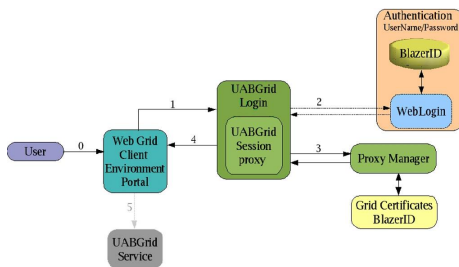 Authentication
UserName/Password
BlazerID
WebLogin
UABGrid
Login
UABGrid
Session
proxy
1
2
4
3
User
0
Web Grid
Client
Environment
Portal
Proxy Manager
Grid Certificates
BlazerID
5
UABGrid
Service